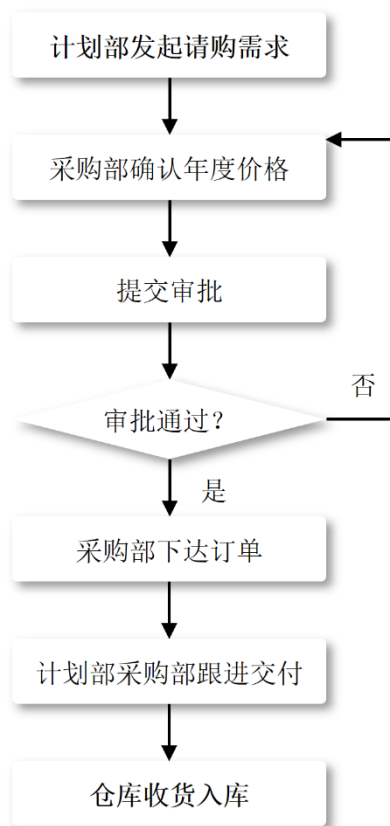 计划部发起请购需求
采购部确认年度价格
提交审批
审批通过？
否
是
采购部下达订单
计划部采购部跟进交付
仓库收货入库